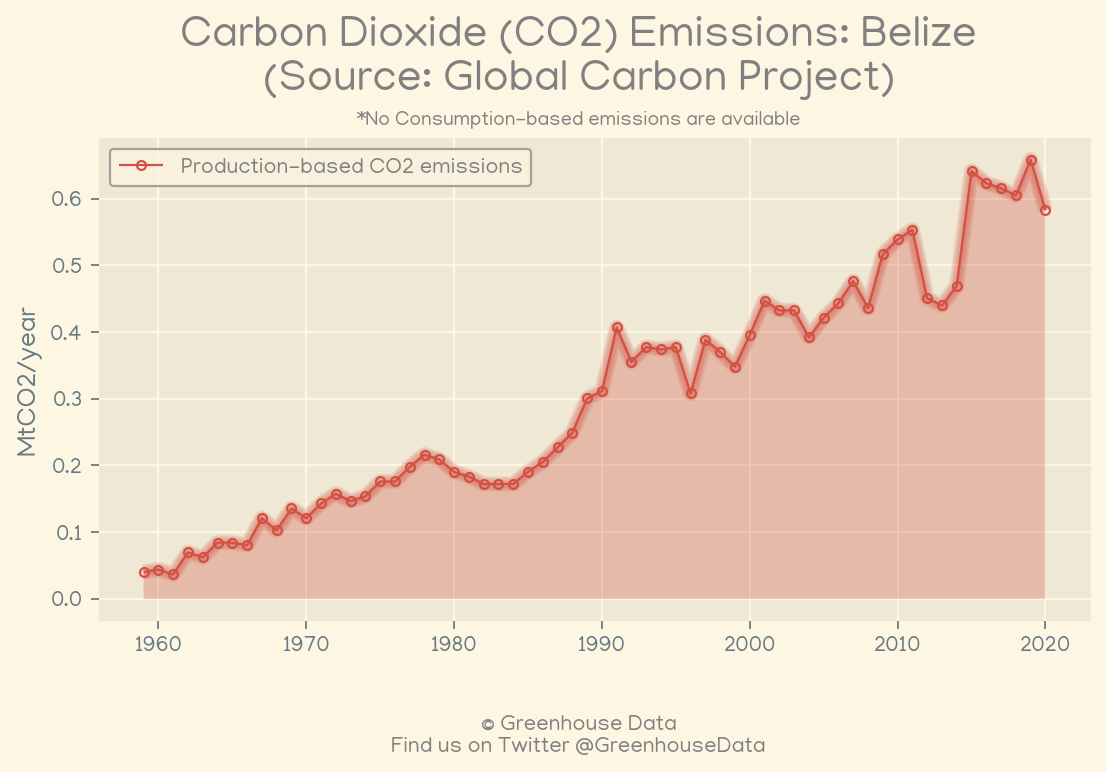 Carbon Dioxide (CO2) Emissions: Belize
(Source: Global Carbon Project)
*No Consumption-based emissions are available
Production-based CO2 emissions
MtCO2/year
0.6
0.5
0.4
0.3
0.2
0.1
0.0
1960 1970 1980 1990 2000 2010 2020
© Greenhouse Data
Find us on Twitter @GreenhouseData